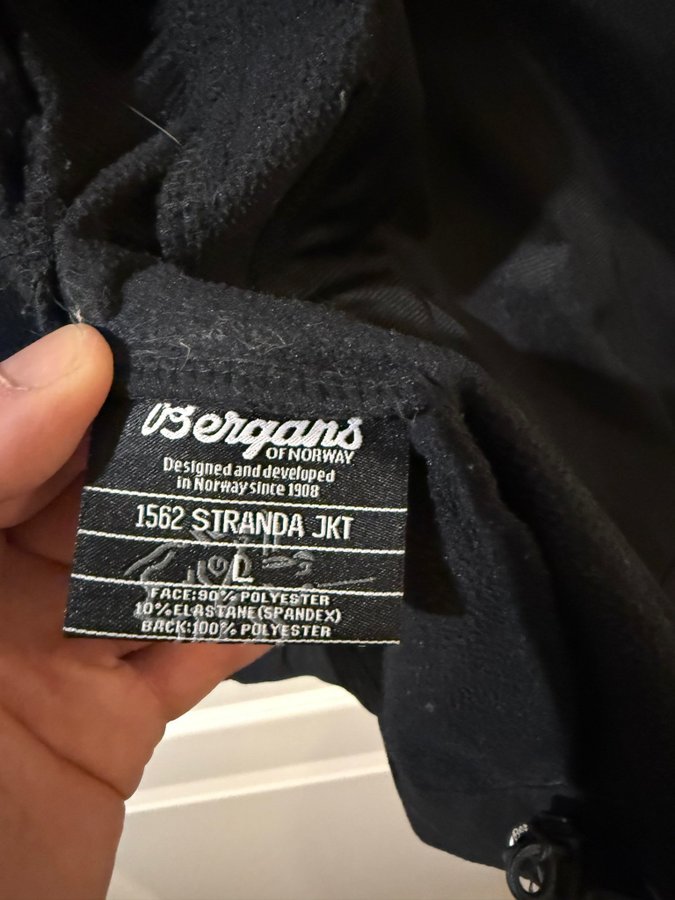 Bergans
OF NORWAY
Designed and developed
in Norway since 1908
1562 STRANDA JKT
L
FACE:90% POLYESTER
10% ELASTANE(SPANDEX)
BACK:100% POLYESTER